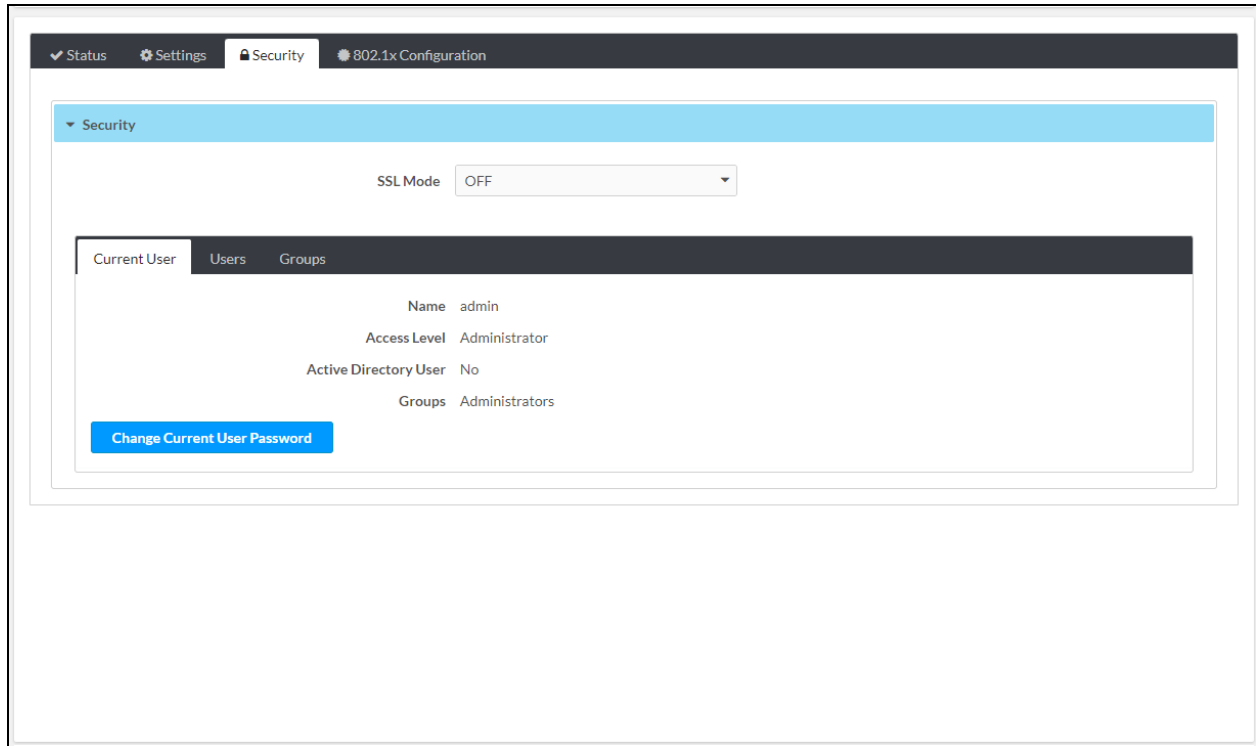 Status Settings Security 802.1x Configuration
Security
SSL Mode OFF
Current User Users Groups
Name admin
Access Level Administrator
Active Directory User No
Groups Administrators
Change Current User Password